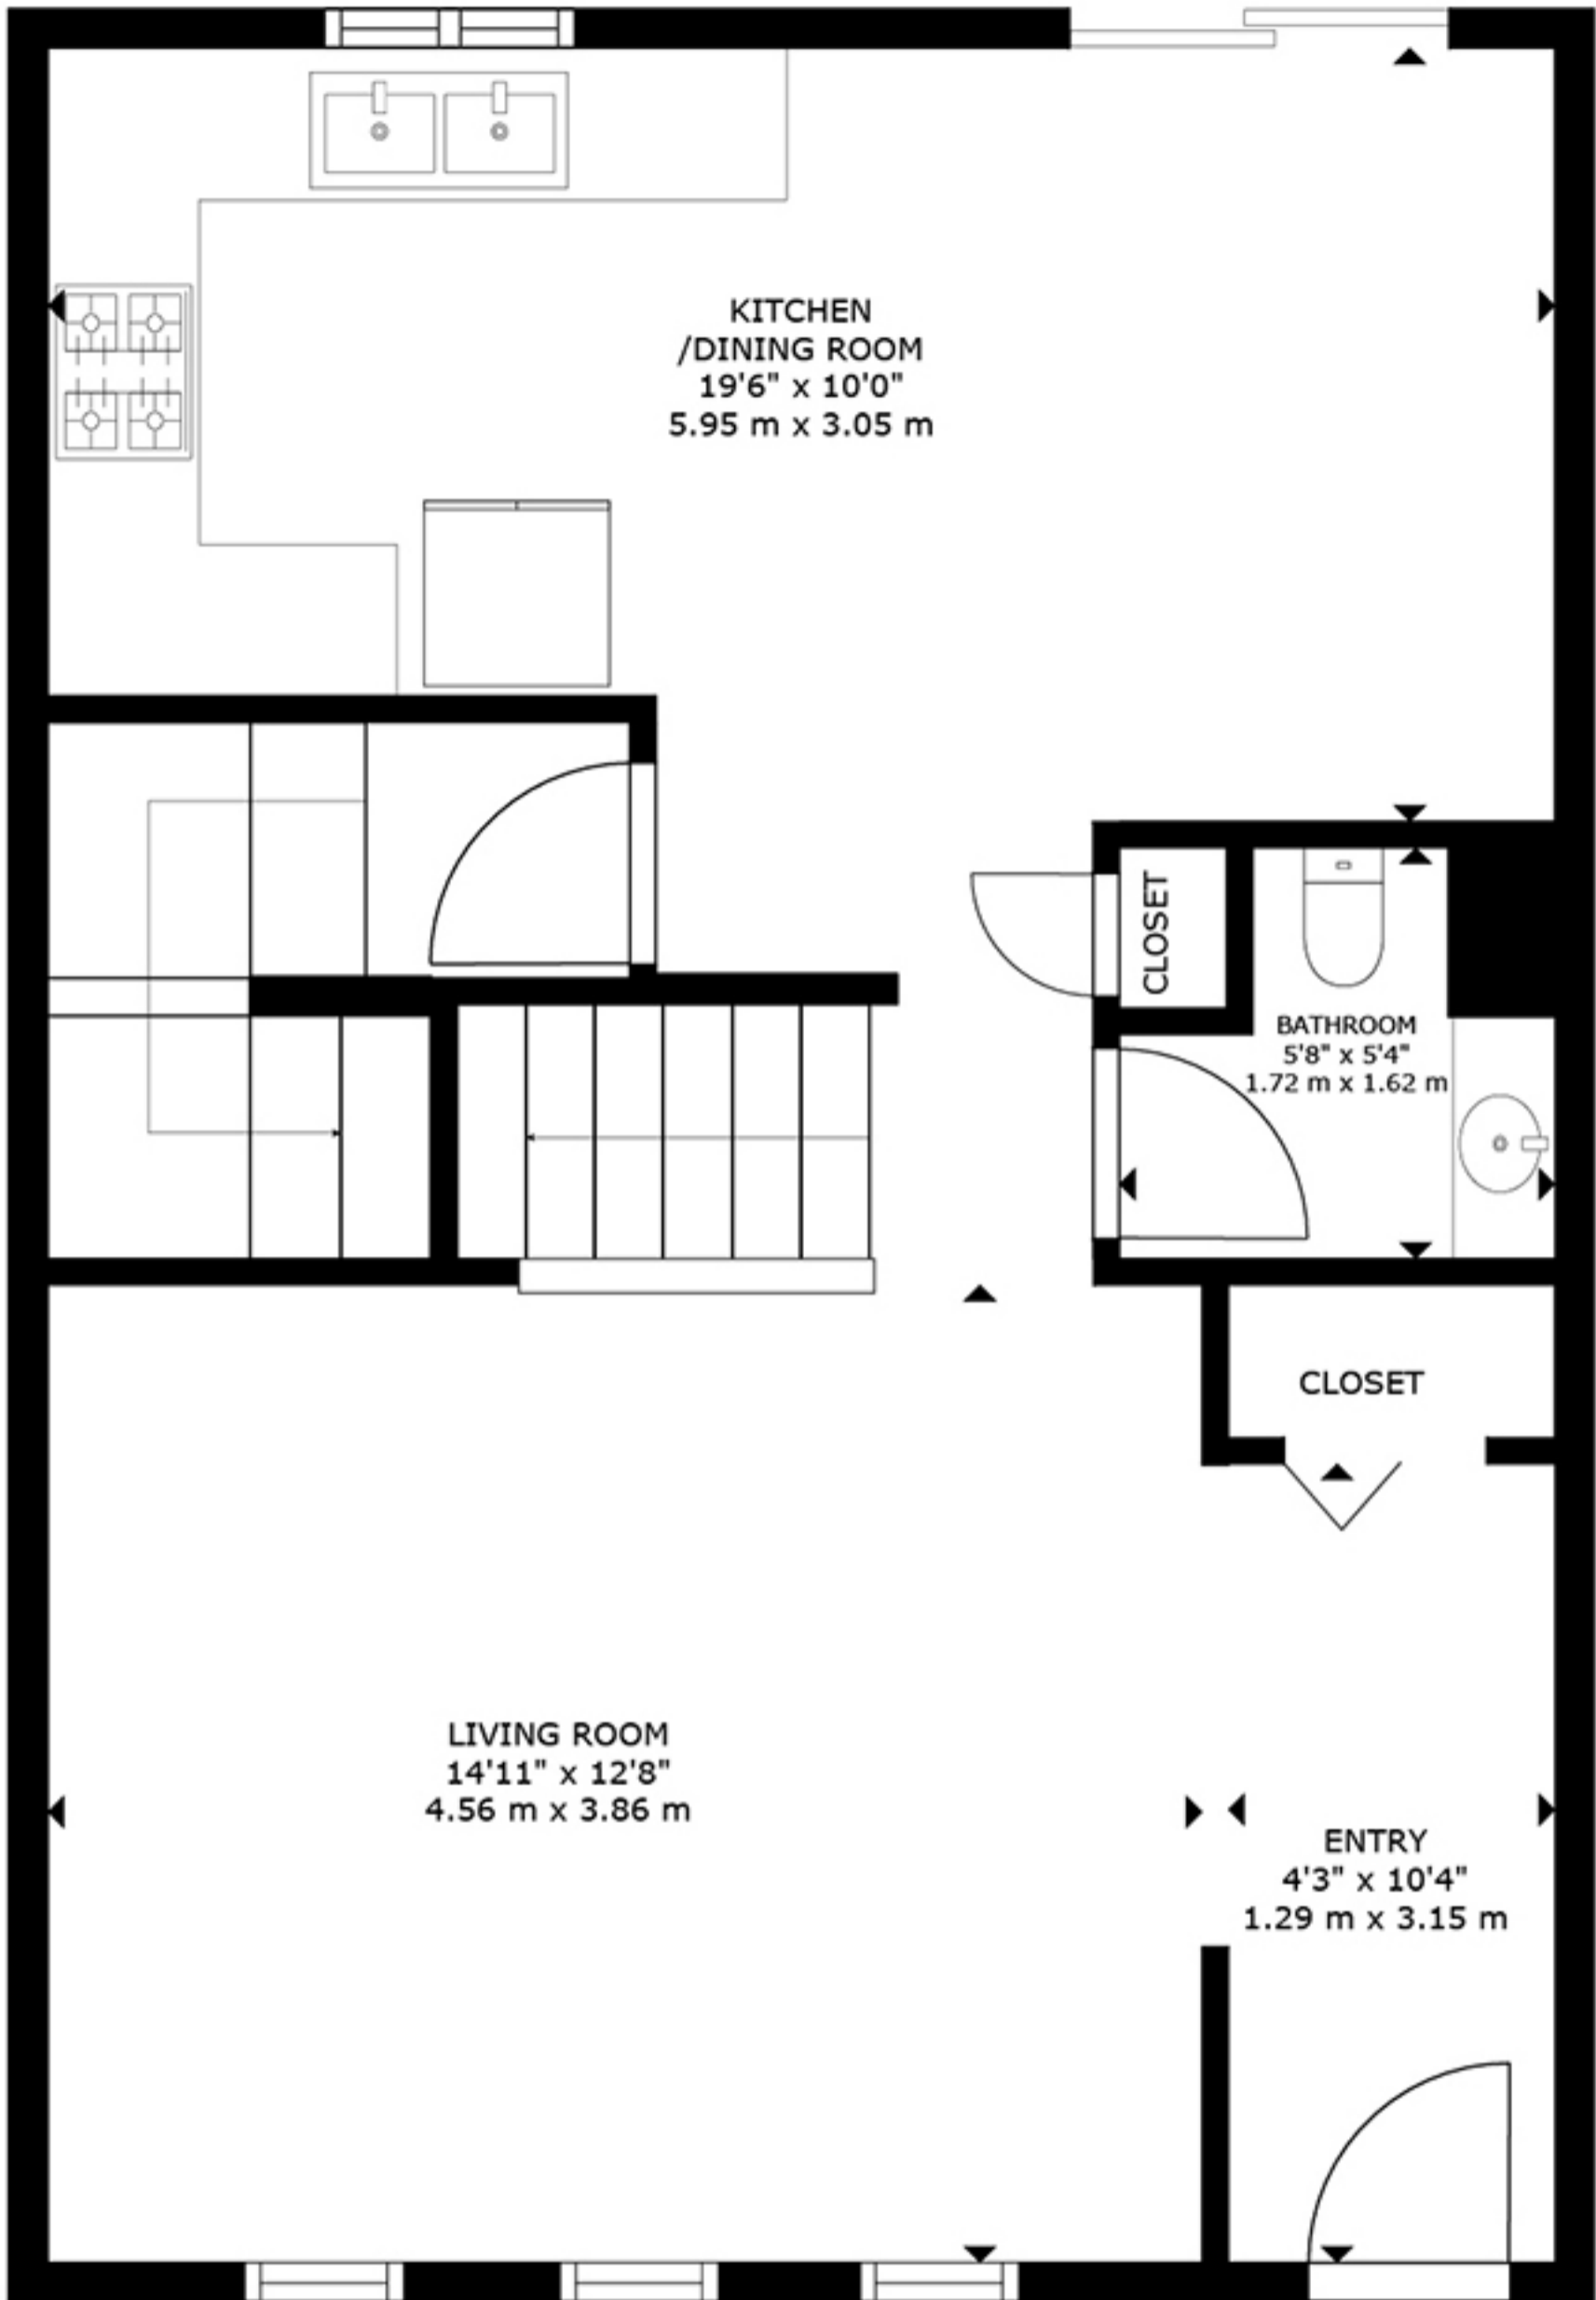 KITCHEN
/DINING ROOM
19'6" x 10'0"
5.95 m x 3.05 m
CLOSET
BATHROOM
5'8" x 5'4"
1.72 m x 1.62 m
CLOSET
LIVING ROOM
14'11" x 12'8"
4.56 m x 3.86 m
ENTRY
4'3" x 10'4"
1.29 m x 3.15 m